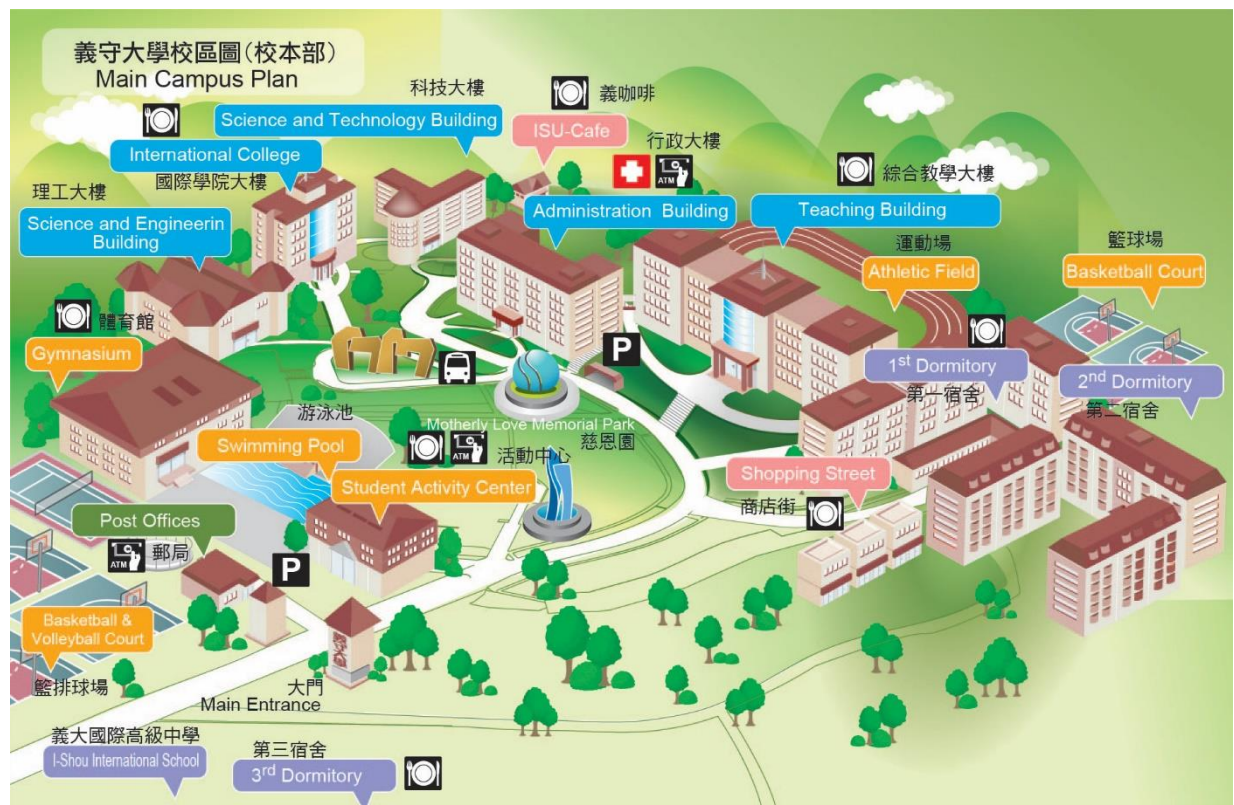 義守大學校區圖(校本部)
Main Campus Plan
科技大樓
Science and Technology Building
義咖啡
ISU-Cafe
International College
國際學院大樓
行政大樓
ATM
Administration Building
綜合教學大樓
Teaching Building
理工大樓
Science and Engineerin
Building
運動場
Athletic Field
籃球場
Basketball Court
體育館
Gymnasium
P
1st Dormitory
第一宿舍
2nd Dormitory
第二宿舍
游泳池
Swimming Pool
Motherly Love Memorial Park
慈恩園
ATM
活動中心
Student Activity Center
Shopping Street
商店街
Post Offices
ATM
郵局
P
Basketball &
Volleyball Court
籃排球場
大門
Main Entrance
義大國際高級中學
I-Shou International School
第三宿舍
3rd Dormitory